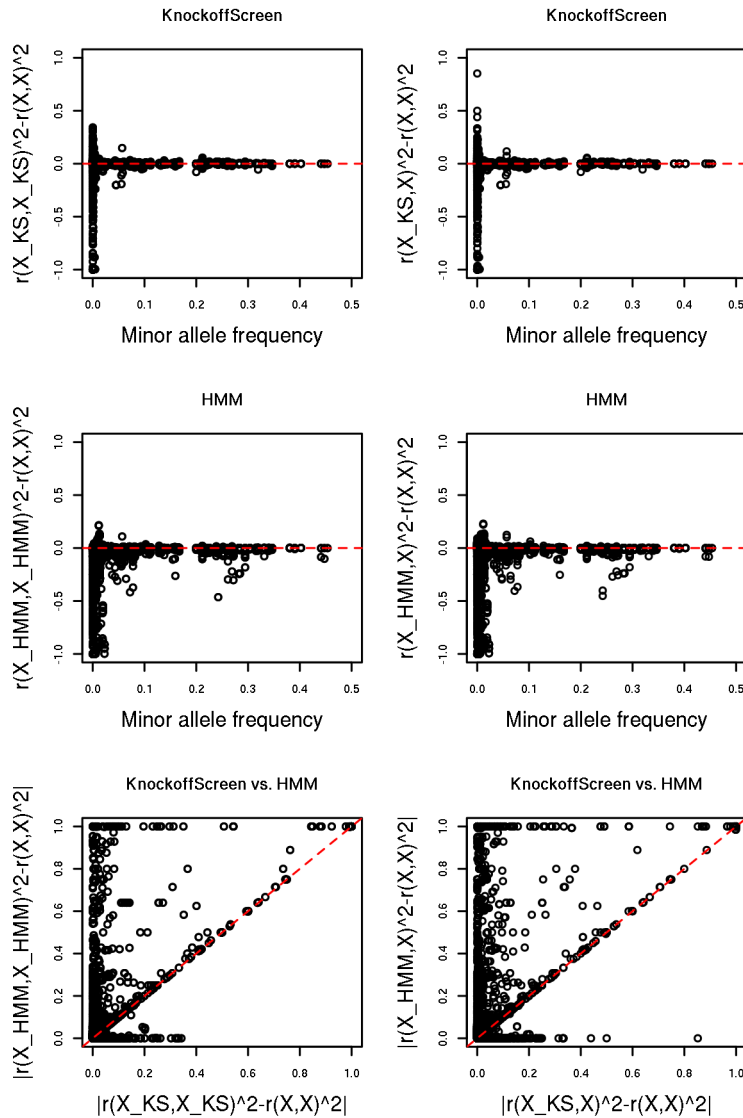 KnockoffScreen
r(X_KS,X_KS)^2-r(X,X)^2
1.0
0.5
0.0
-0.5
-1.0
0.0 0.1 0.2 0.3 0.4 0.5
Minor allele frequency
KnockoffScreen
r(X_KS,X)^2-r(X,X)^2
1.0
0.5
0.0
-0.5
-1.0
0.0 0.1 0.2 0.3 0.4 0.5
Minor allele frequency
HMM
r(X_HMM,X_HMM)^2-r(X,X)^2
1.0
0.5
0.0
-0.5
-1.0
0.0 0.1 0.2 0.3 0.4 0.5
Minor allele frequency
HMM
r(X_HMM,X)^2-r(X,X)^2
1.0
0.5
0.0
-0.5
-1.0
0.0 0.1 0.2 0.3 0.4 0.5
Minor allele frequency
KnockoffScreen vs. HMM
|r(X_HMM,X_HMM)^2-r(X,X)^2|
1.0
0.8
0.6
0.4
0.2
0.0
0.0 0.2 0.4 0.6 0.8 1.0
|r(X_KS,X_KS)^2-r(X,X)^2|
KnockoffScreen vs. HMM
|r(X_HMM,X)^2-r(X,X)^2|
1.0
0.8
0.6
0.4
0.2
0.0
0.0 0.2 0.4 0.6 0.8 1.0
|r(X_KS,X)^2-r(X,X)^2|